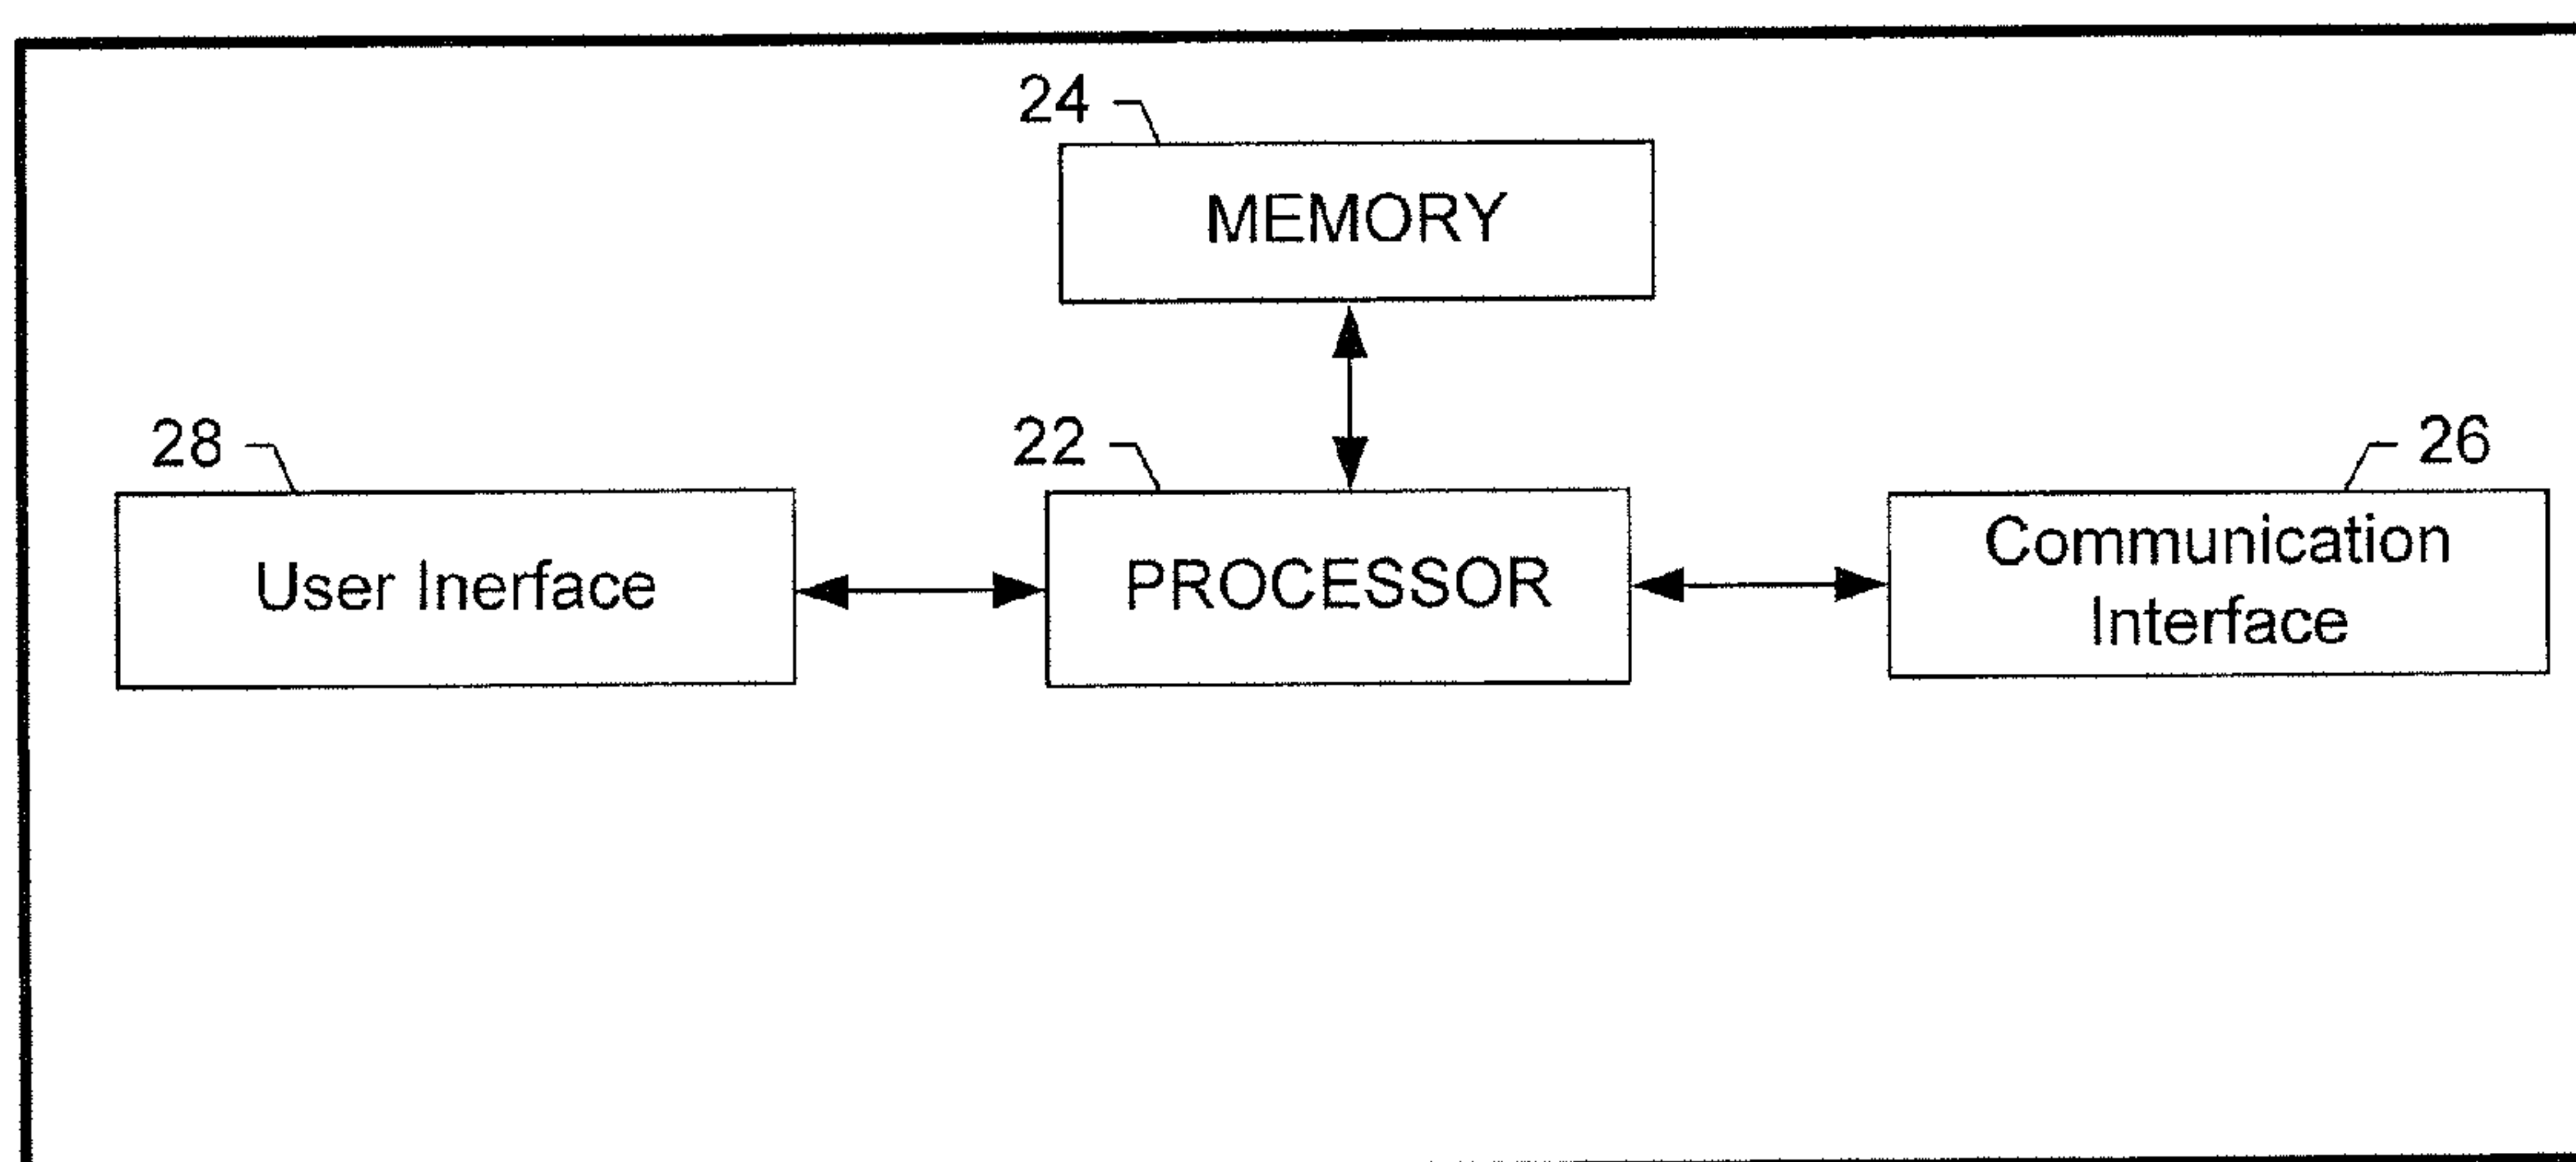 24
MEMORY
28
22
26
User Inerface
PROCESSOR
Communication
Interface